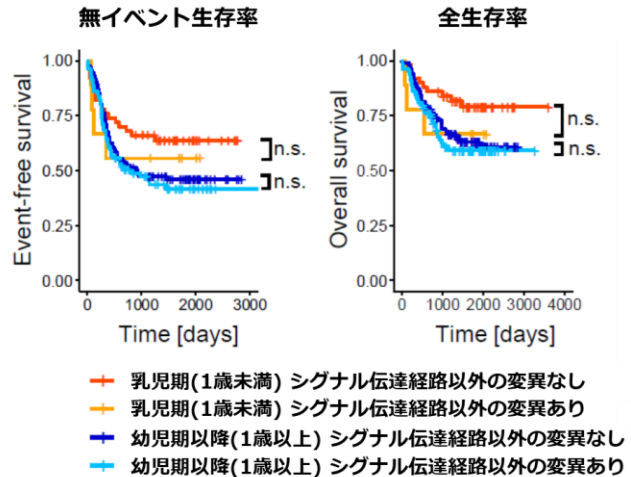 無イベント生存率
全生存率
Event-free survival
1.00
0.75
0.50
0.25
0.00
n.s.
n.s.
0 1000 2000 3000
Time [days]
Overall survival
1.00
0.75
0.50
0.25
0.00
n.s.
n.s.
0 1000 2000 3000 4000
Time [days]
乳児期(1歳未満) シグナル伝達経路以外の変異なし
乳児期(1歳未満) シグナル伝達経路以外の変異あり
幼児期以降(1歳以上) シグナル伝達経路以外の変異なし
幼児期以降(1歳以上) シグナル伝達経路以外の変異あり